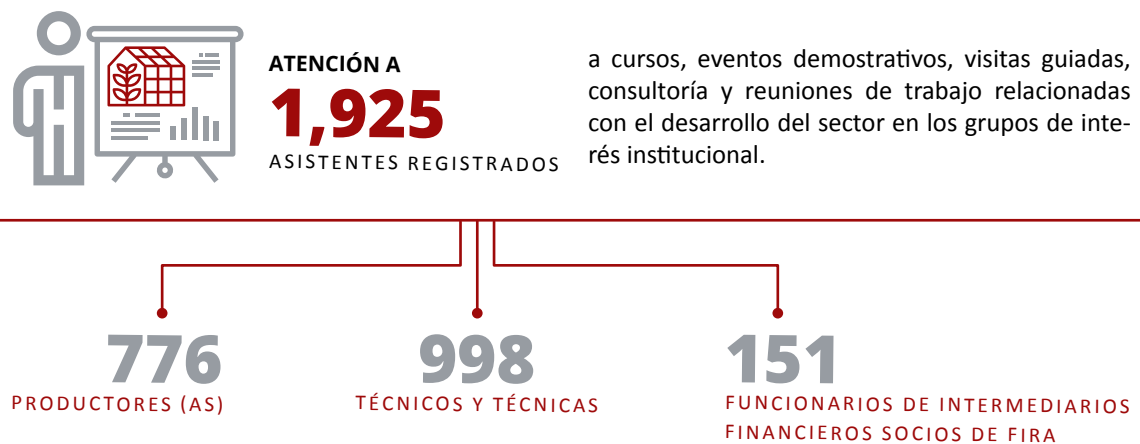 ATENCIÓN A
1,925
ASISTENTES REGISTRADOS
a cursos, eventos demostrativos, visitas guiadas,
consultoría y reuniones de trabajo relacionadas
con el desarrollo del sector en los grupos de inte-
rés institucional.
776
PRODUCTORES (AS)
998
TÉCNICOS Y TÉCNICAS
151
FUNCIONARIOS DE INTERMEDIARIOS
FINANCIEROS SOCIOS DE FIRA